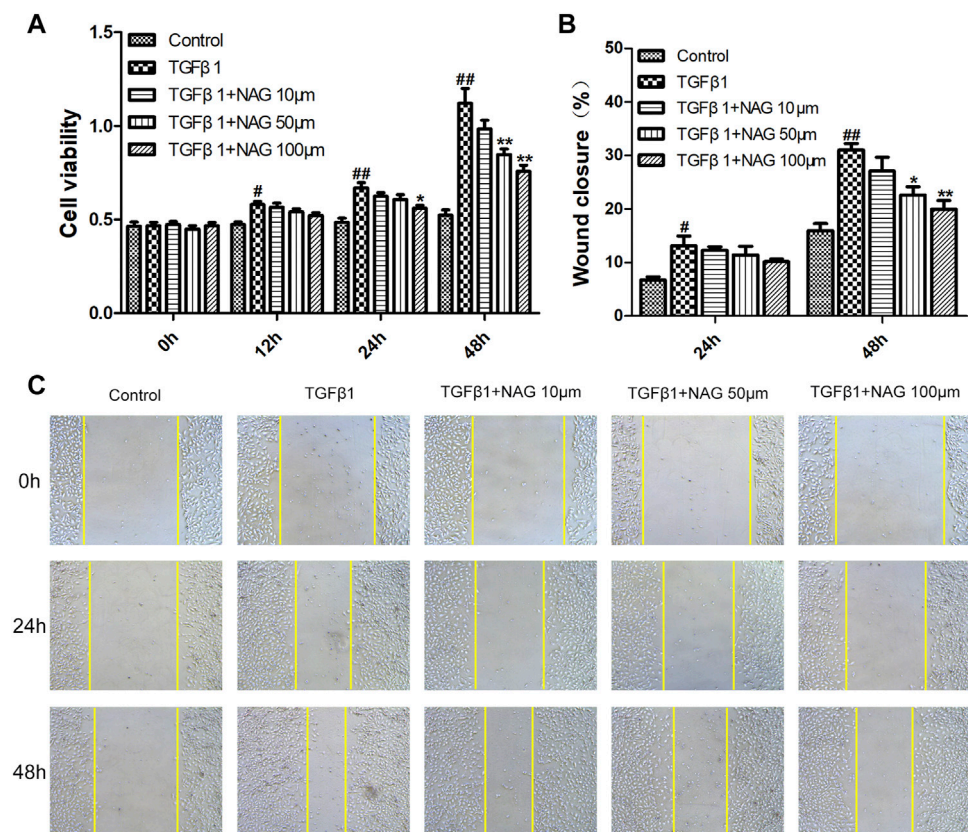 A
Cell viability
1.5
1.0
0.5
0.0
Control
TGFβ 1
TGFβ 1+NAG 10μm
TGFβ 1+NAG 50μm
TGFβ 1+NAG 100μm
#
##
*
##
**
**
0h
12h
24h
48h
B
Wound closure (%)
50
40
30
20
10
0
Control
TGFβ1
TGFβ 1+NAG 10μm
TGFβ 1+NAG 50μm
TGFβ 1+NAG 100μm
#
##
*
**
24h
48h
C
Control
TGFβ1
TGFβ1+NAG 10μm
TGFβ1+NAG 50μm
TGFβ1+NAG 100μm
0h
24h
48h